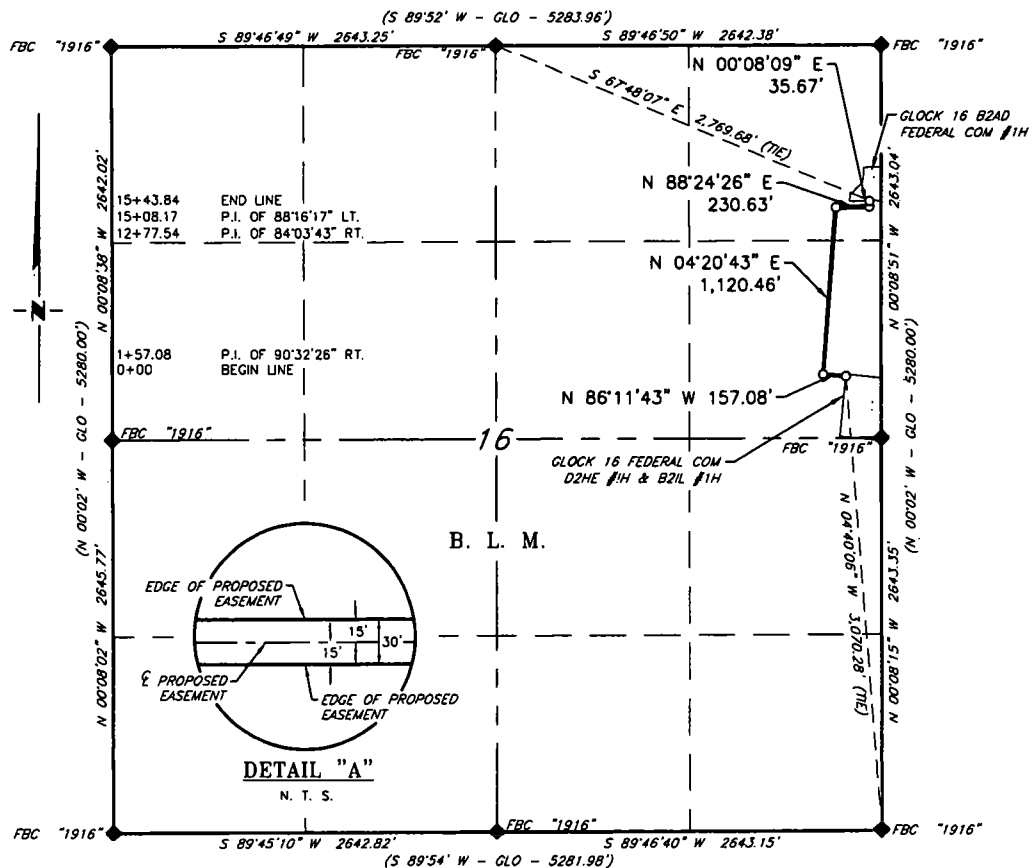 (S 89°52' W - GLO - 5283.96')
FBC "1916"
S 89°46'49" W 2643.25'
FBC "1916"
S 89°46'50" W 2642.38'
FBC "1916"
N 00°08'09" E
35.67'
S 67°48'07" E 2,769.68' (TIE)
GLOCK 16 B2AD
FEDERAL COM #1H
N 88°24'26" E
230.63'
N 00°08'38" W 2642.02'
N 00°08'51" W 2643.04'
15+43.84 END LINE
15+08.17 P.I. OF 88°16'17" LT.
12+77.54 P.I. OF 84°03'43" RT.
N 04°20'43" E
1,120.46'
N
1+57.08 P.I. OF 90°32'26" RT.
0+00 BEGIN LINE
N 86°11'43" W 157.08'
(N 00°02' W - GLO - 5280.00')
(N 00°02' W - GLO - 5280.00')
FBC "1916"
16
FBC "1916"
GLOCK 16 FEDERAL COM
D2HE #1H & B2IL #1H
N 04°40'06" W 3,070.28' (TIE)
B. L. M.
N 00°08'02" W 2645.77'
N 00°08'15" W 2643.35'
EDGE OF PROPOSED
EASEMENT
15'
15'
30'
℄ PROPOSED
EASEMENT
EDGE OF PROPOSED
EASEMENT
DETAIL "A"
N. T. S.
FBC "1916"
S 89°45'10" W 2642.82'
FBC "1916"
S 89°46'40" W 2643.15'
FBC "1916"
(S 89°54' W - GLO - 5281.98')